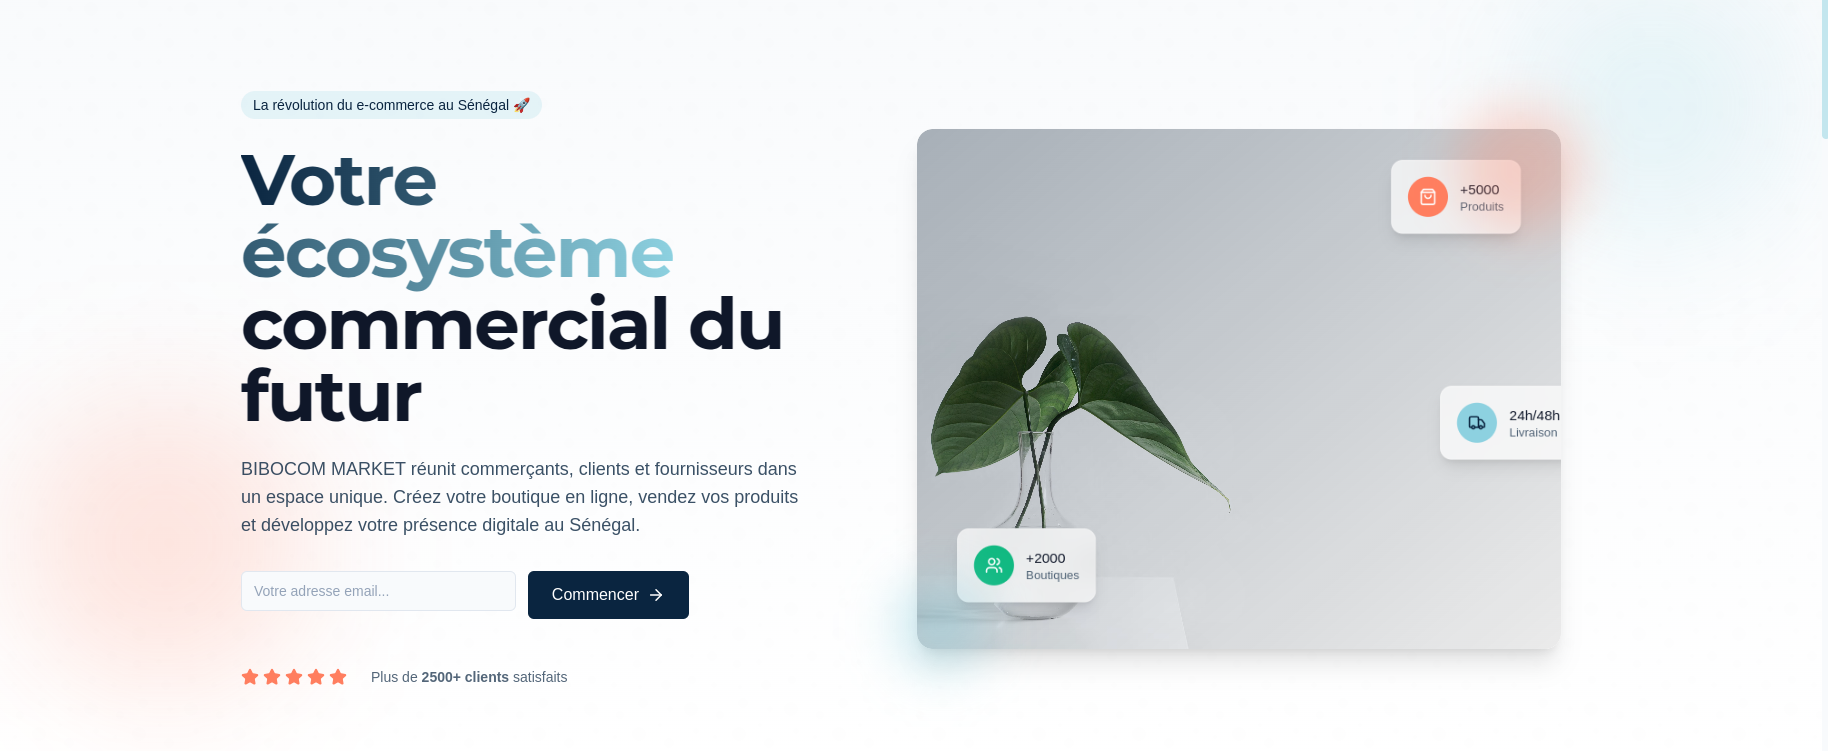 La révolution du e-commerce au Sénégal 🚀
Votre
écosystème
commercial du
futur
BIBOCOM MARKET réunit commerçants, clients et fournisseurs dans
un espace unique. Créez votre boutique en ligne, vendez vos produits
et développez votre présence digitale au Sénégal.
Votre adresse email...
Commencer
Plus de 2500+ clients satisfaits
+5000
Produits
24h/48h
Livraison
+2000
Boutiques